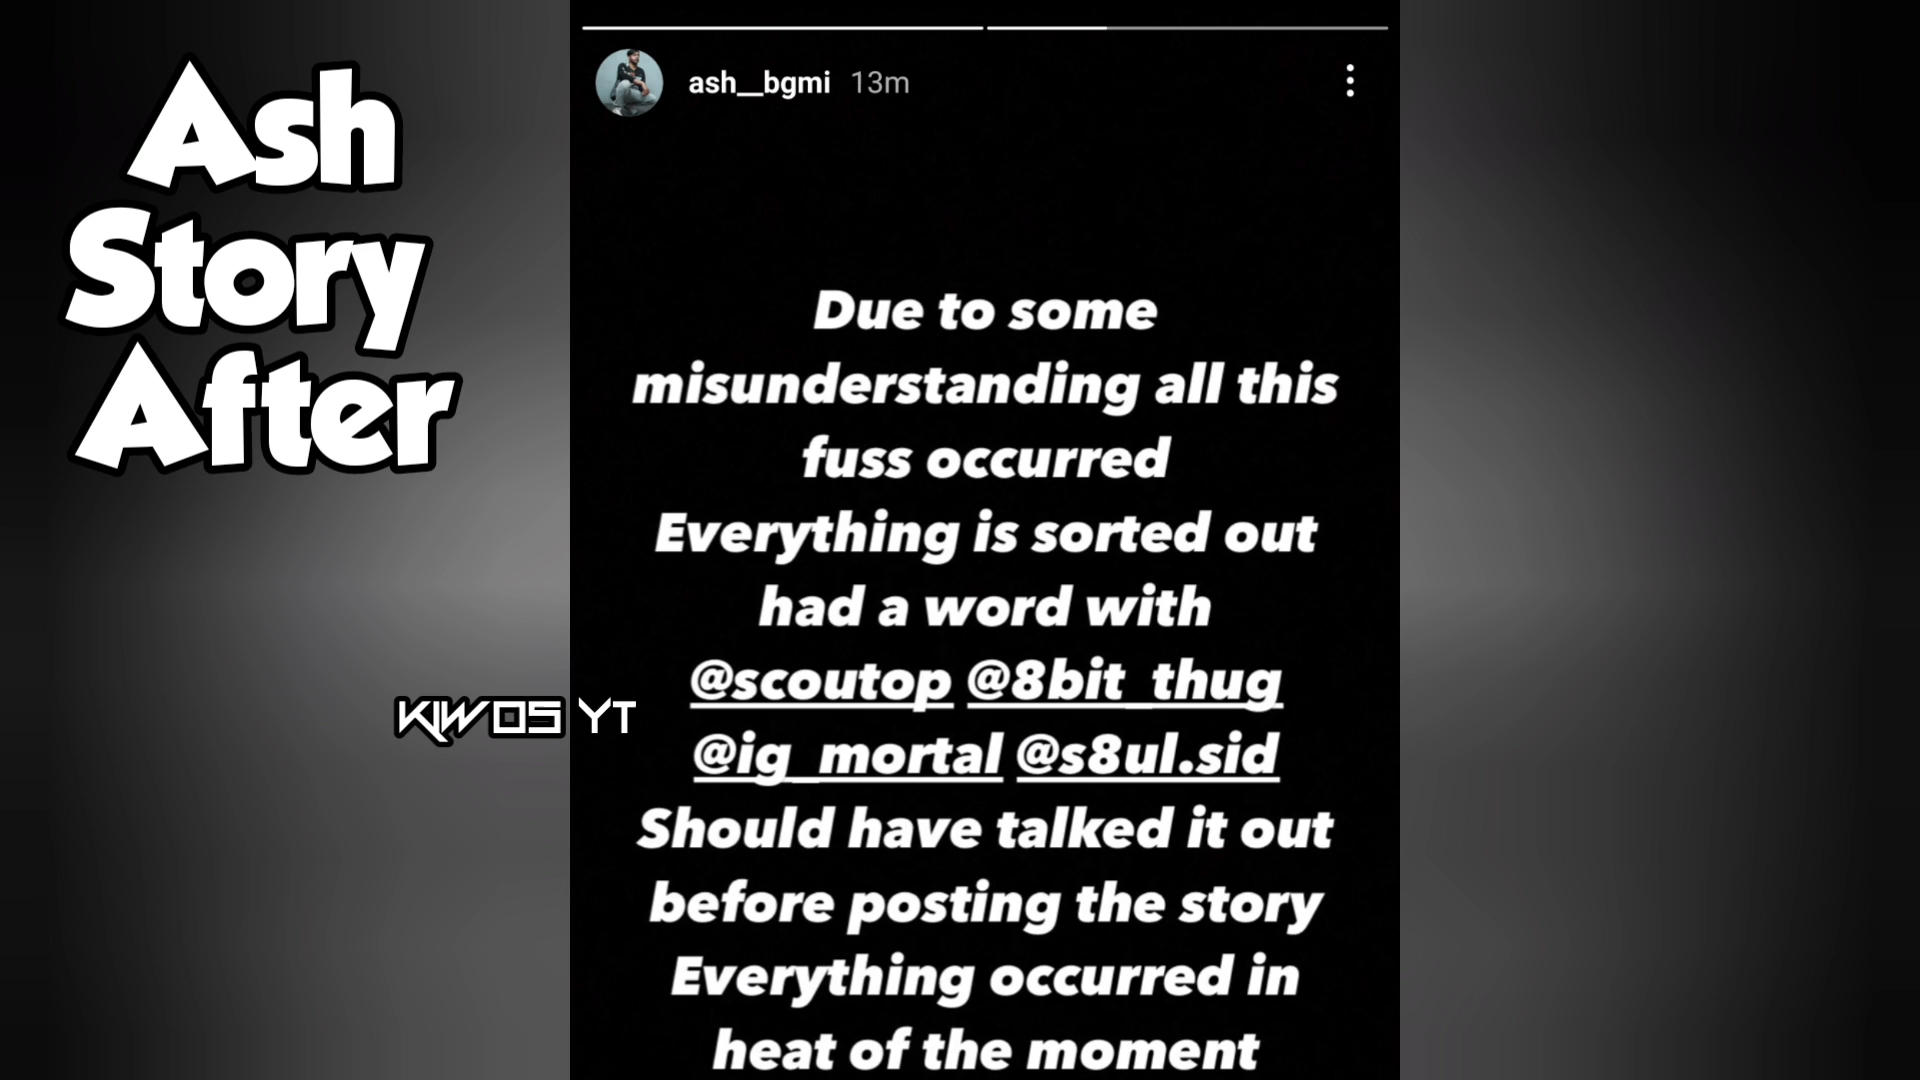 Ash
Story
After
ash__bgmi 13m
Due to some
misunderstanding all this
fuss occurred
Everything is sorted out
had a word with
@scoutop @8bit_thug
@ig_mortal @s8ul.sid
Should have talked it out
before posting the story
Everything occurred in
heat of the moment
KIWOS YT